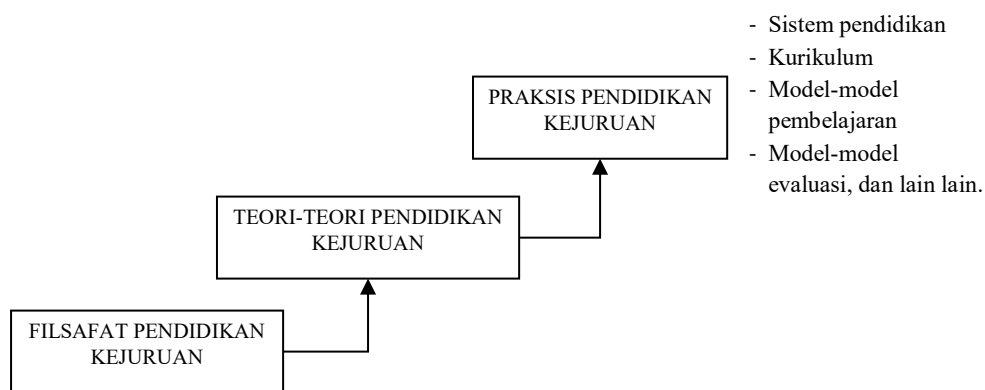 - Sistem pendidikan
- Kurikulum
- Model-model
pembelajaran
- Model-model
evaluasi, dan lain lain.
PRAKSIS PENDIDIKAN
KEJURUAN
TEORI-TEORI PENDIDIKAN
KEJURUAN
FILSAFAT PENDIDIKAN
KEJURUAN